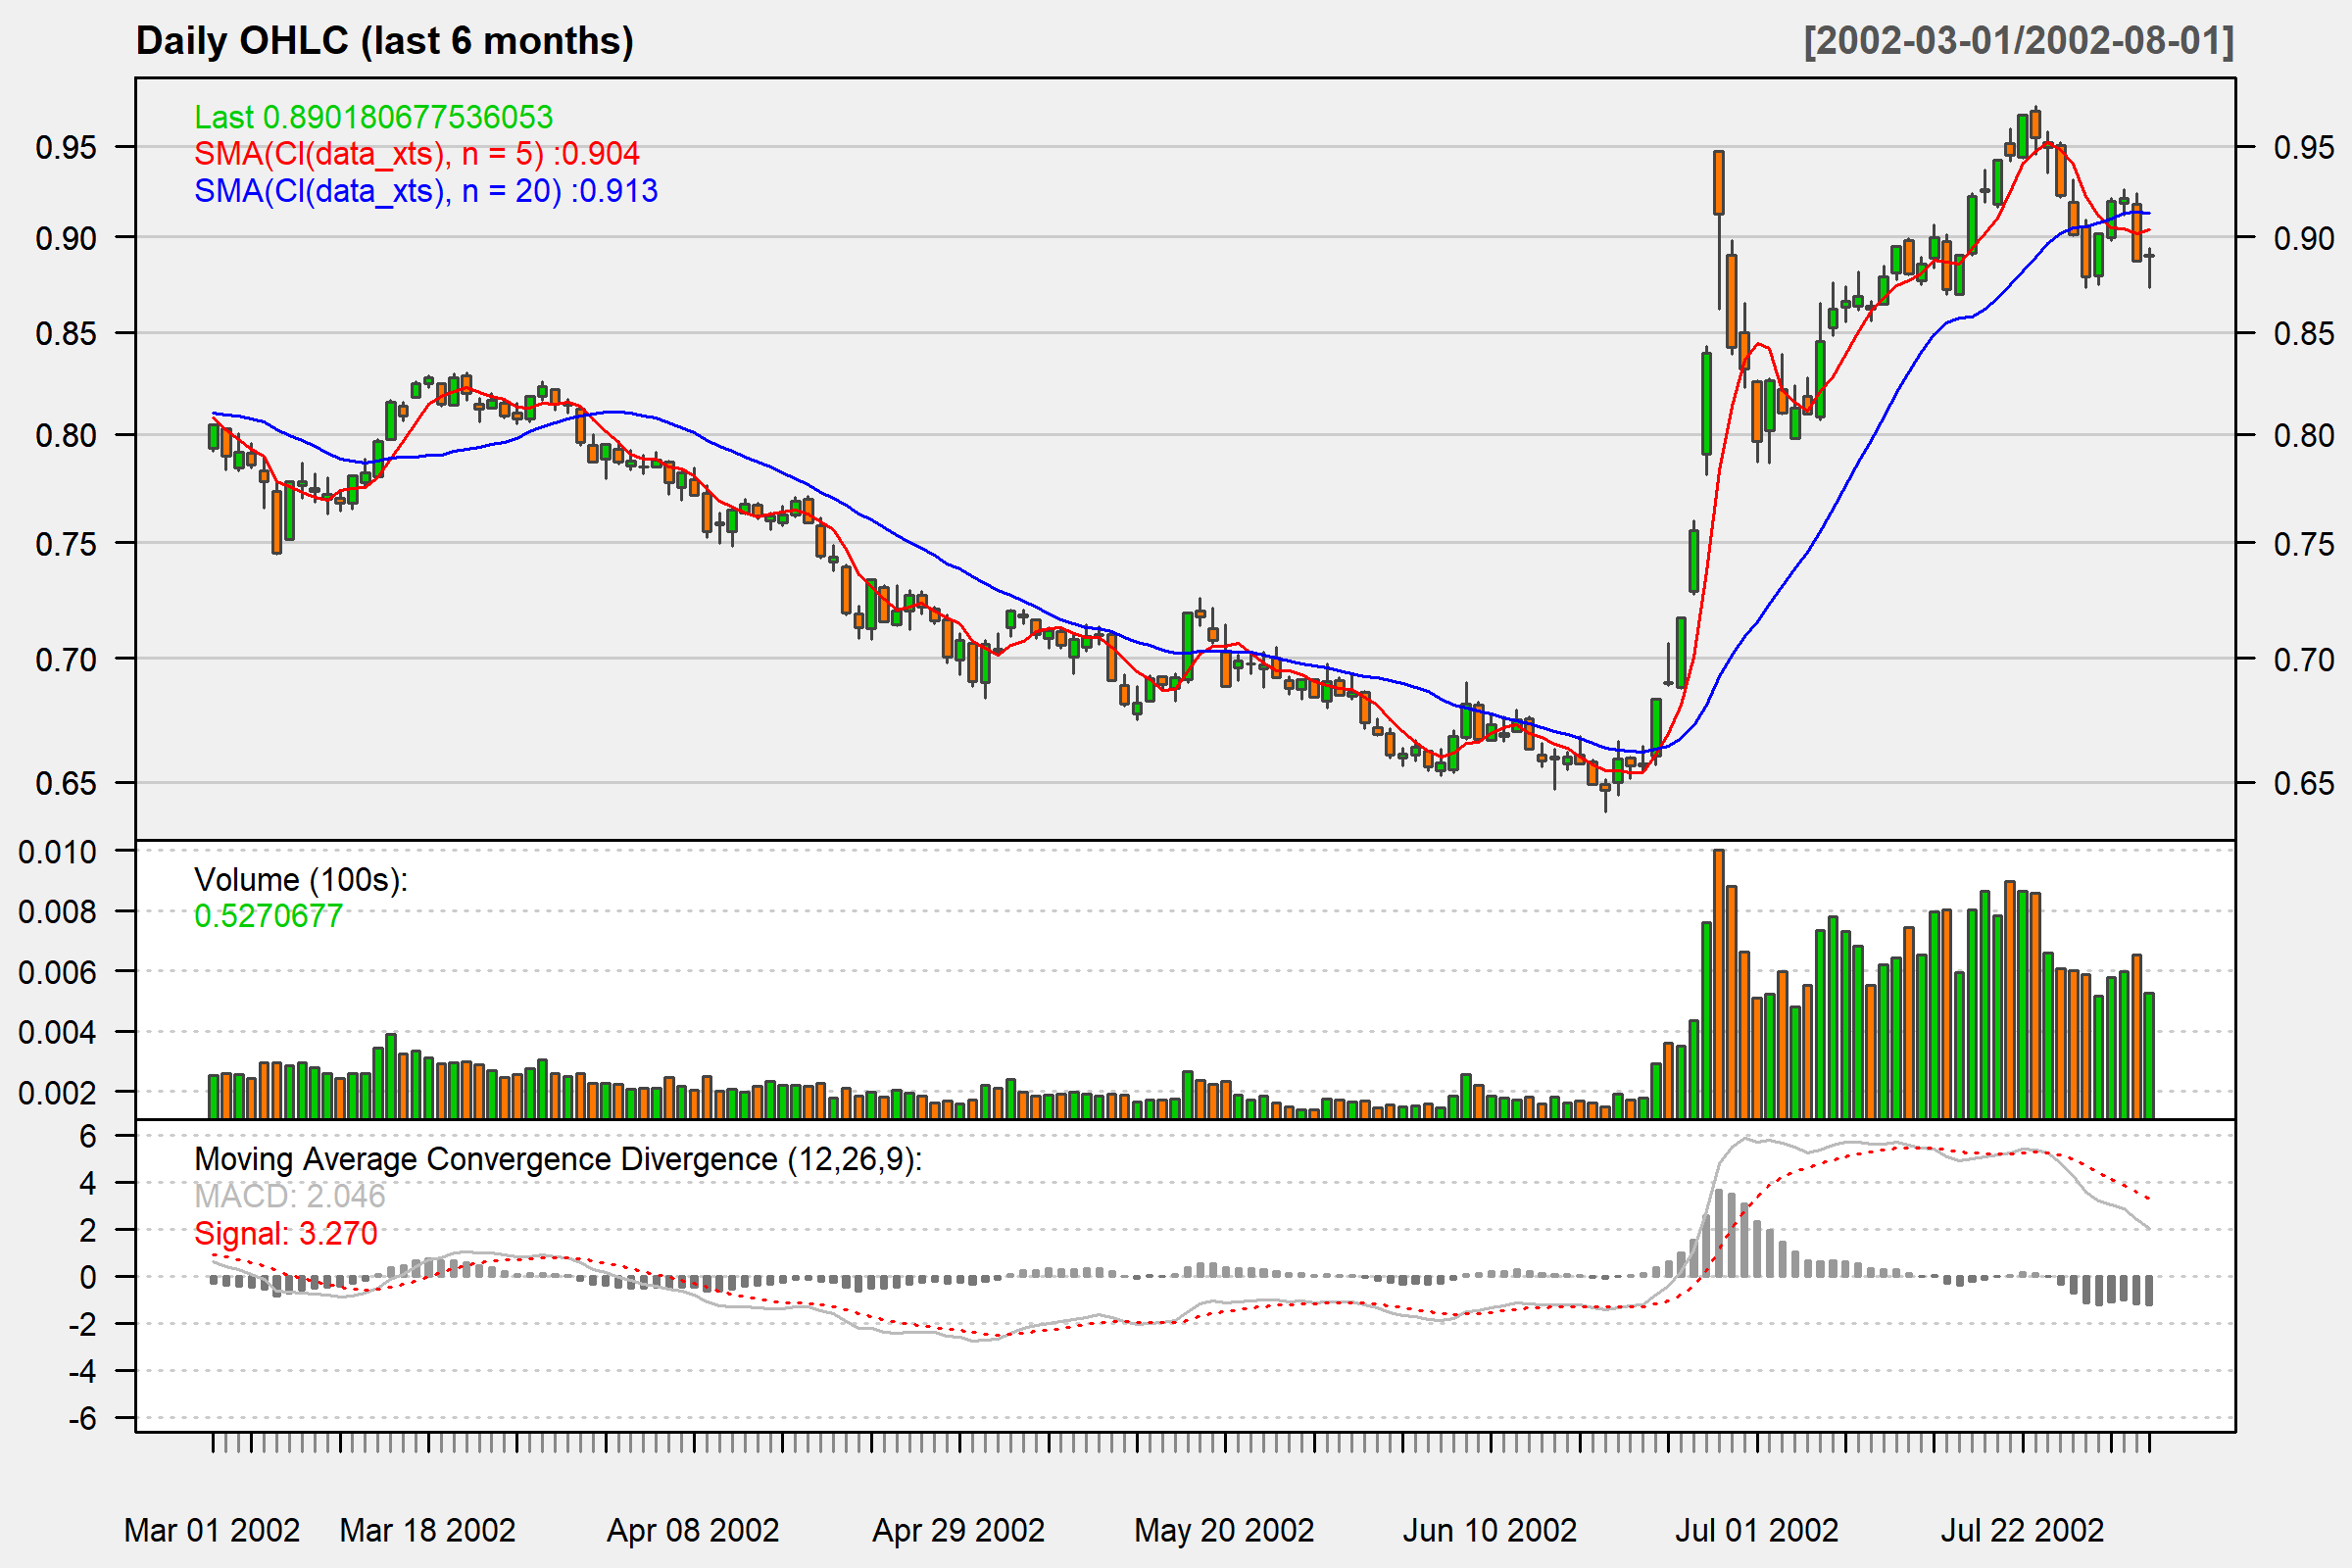 Daily OHLC (last 6 months)
[2002-03-01/2002-08-01]
Last 0.890180677536053
SMA(Cl(data_xts), n = 5) :0.904
SMA(Cl(data_xts), n = 20) :0.913
0.95
0.90
0.85
0.80
0.75
0.70
0.65
0.95
0.90
0.85
0.80
0.75
0.70
0.65
Volume (100s):
0.5270677
0.010
0.008
0.006
0.004
0.002
Moving Average Convergence Divergence (12,26,9):
MACD: 2.046
Signal: 3.270
6
4
2
0
-2
-4
-6
Mar 01 2002
Mar 18 2002
Apr 08 2002
Apr 29 2002
May 20 2002
Jun 10 2002
Jul 01 2002
Jul 22 2002